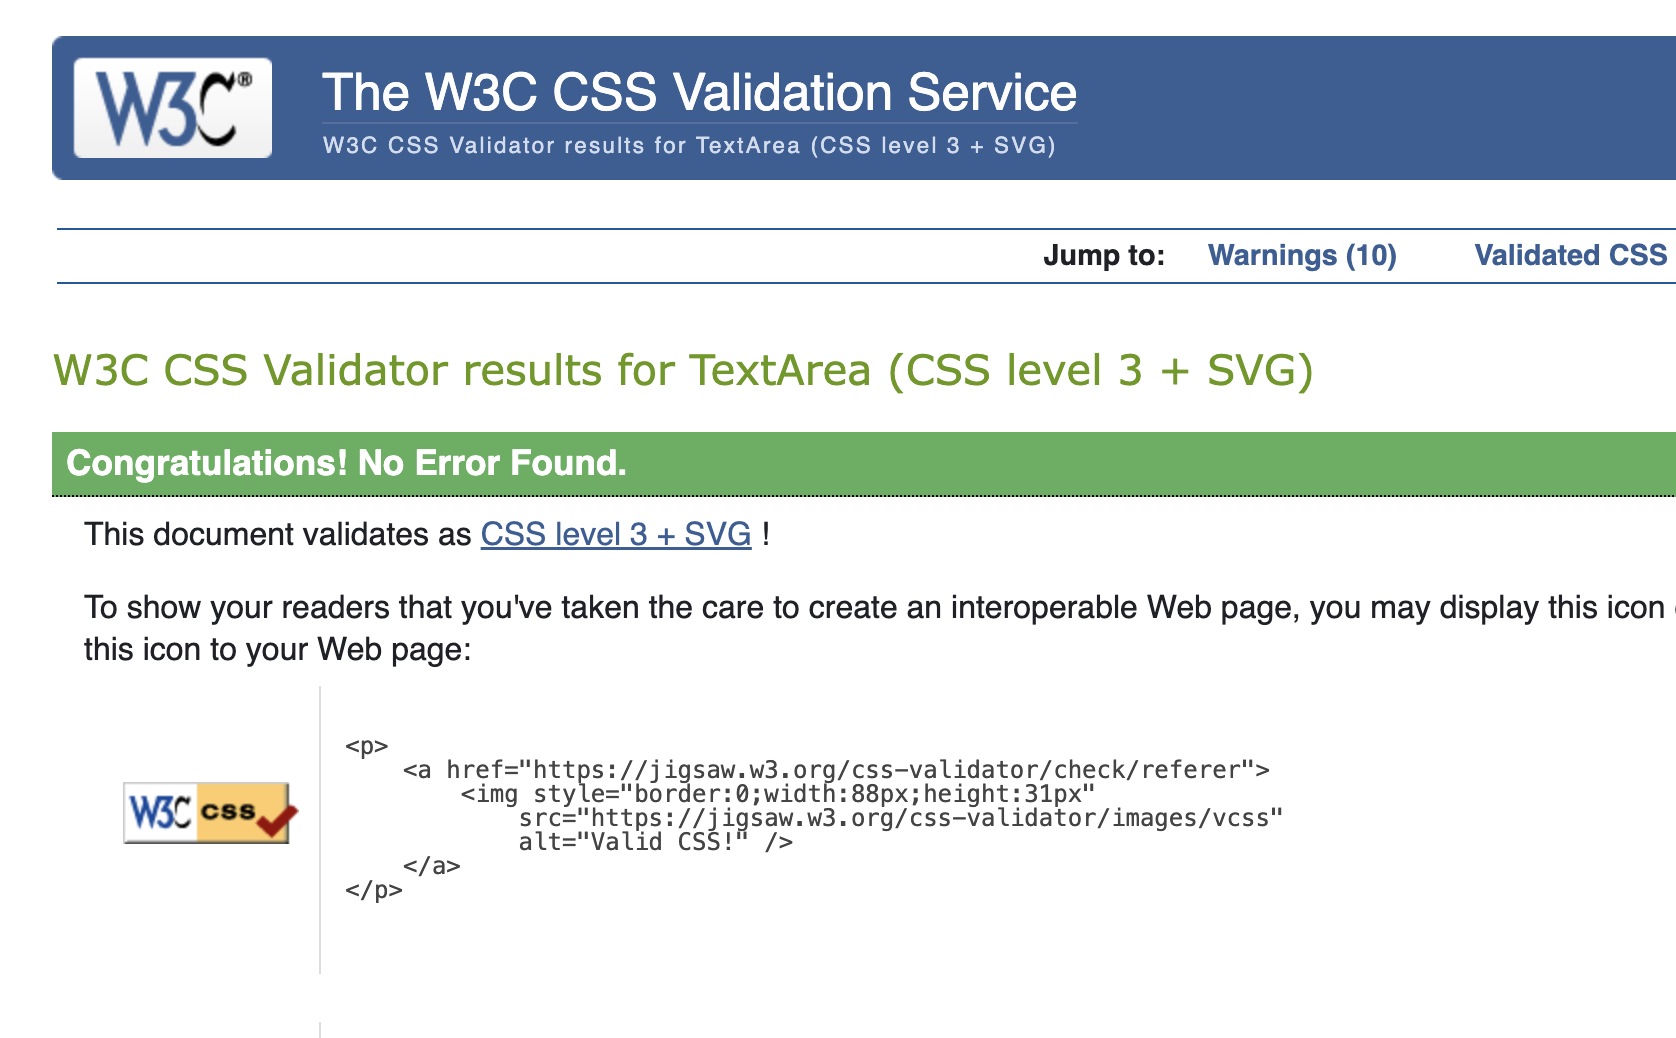 W3C®
The W3C CSS Validation Service
W3C CSS Validator results for TextArea (CSS level 3 + SVG)
Jump to: Warnings (10) Validated CSS
W3C CSS Validator results for TextArea (CSS level 3 + SVG)
Congratulations! No Error Found.
This document validates as CSS level 3 + SVG !
To show your readers that you've taken the care to create an interoperable Web page, you may display this icon
this icon to your Web page:
W3C css
<p>
    <a href="https://jigsaw.w3.org/css-validator/check/referer">
        <img style="border:0;width:88px;height:31px"
            src="https://jigsaw.w3.org/css-validator/images/vcss"
            alt="Valid CSS!" />
    </a>
</p>